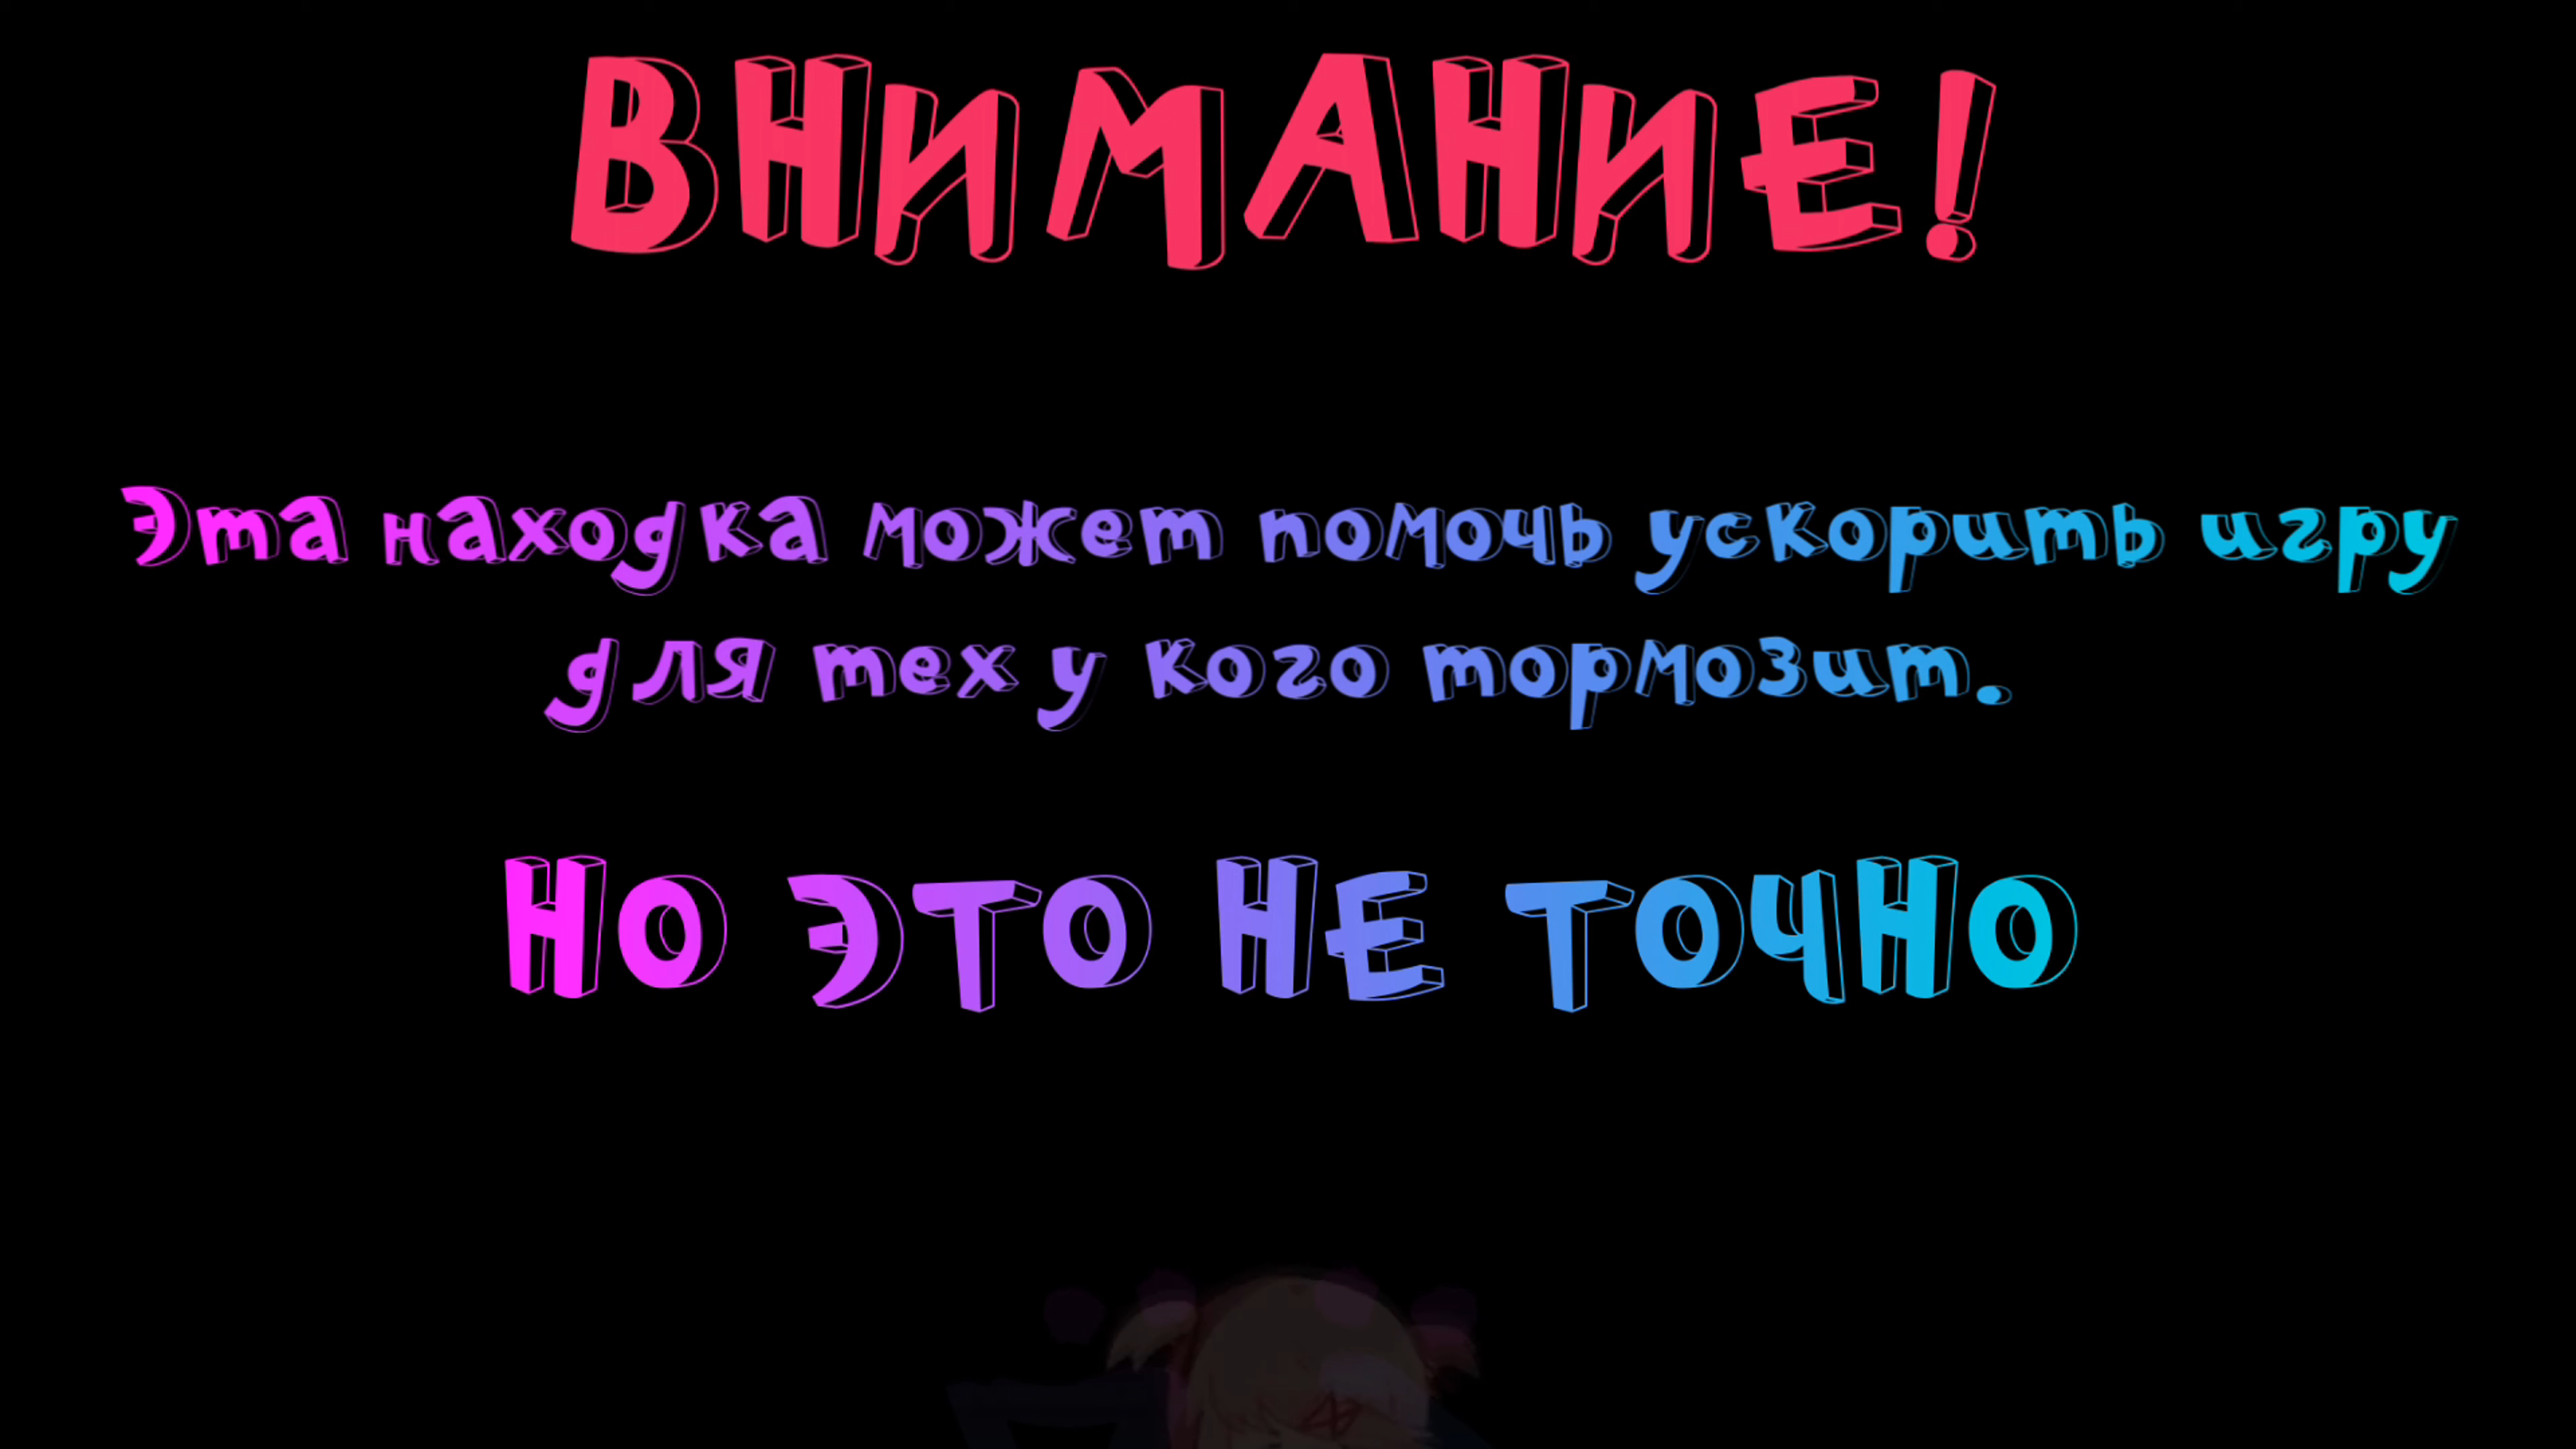 ВНИМАНИЕ!
Эта находка может помочь ускорить игру
для тех у кого тормозит.
НО ЭТО НЕ ТОЧНО